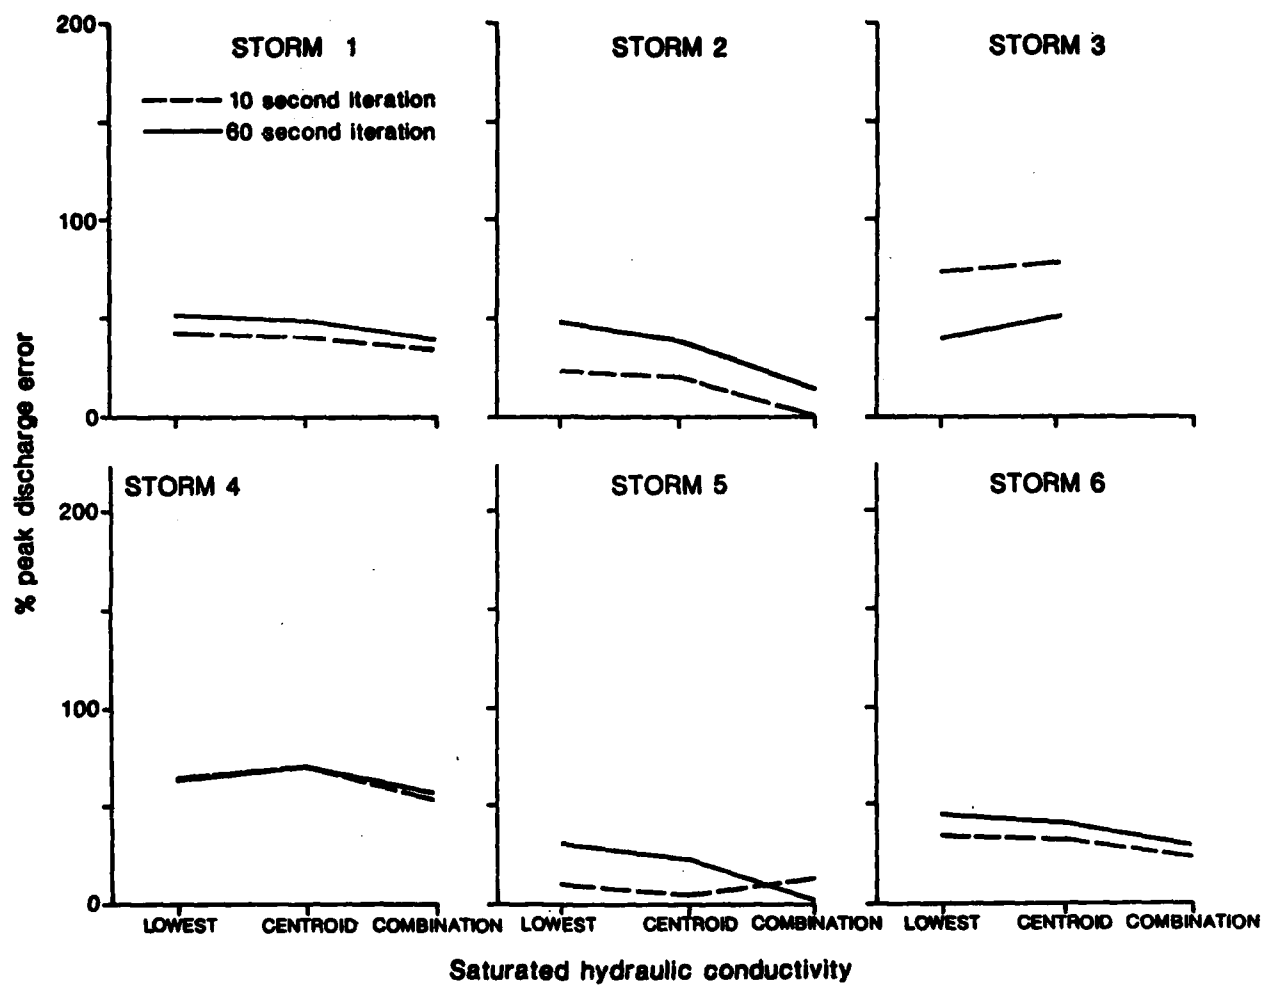 200
STORM 1
STORM 2
STORM 3
10 second iteration
60 second iteration
100
0
% peak discharge error
STORM 4
STORM 5
STORM 6
200
100
0
LOWEST CENTROID COMBINATION LOWEST CENTROID COMBINATION LOWEST CENTROID COMBINATION
Saturated hydraulic conductivity